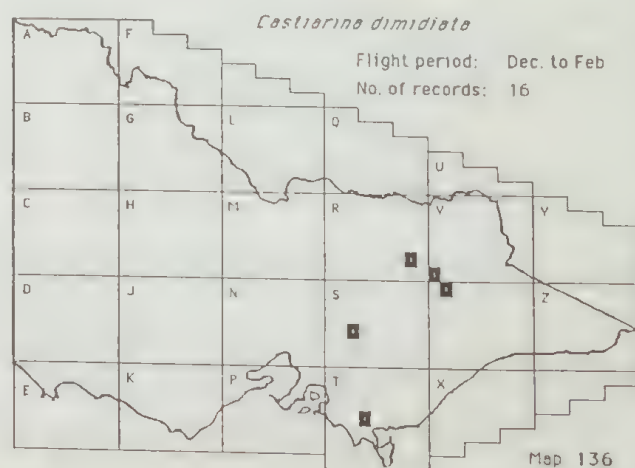 Castiarina dimidiata
Flight period: Dec. to Feb
No. of records: 16
A F
B G L Q
U
C H M R V Y
D J N S Z
E K P T X
Map 136